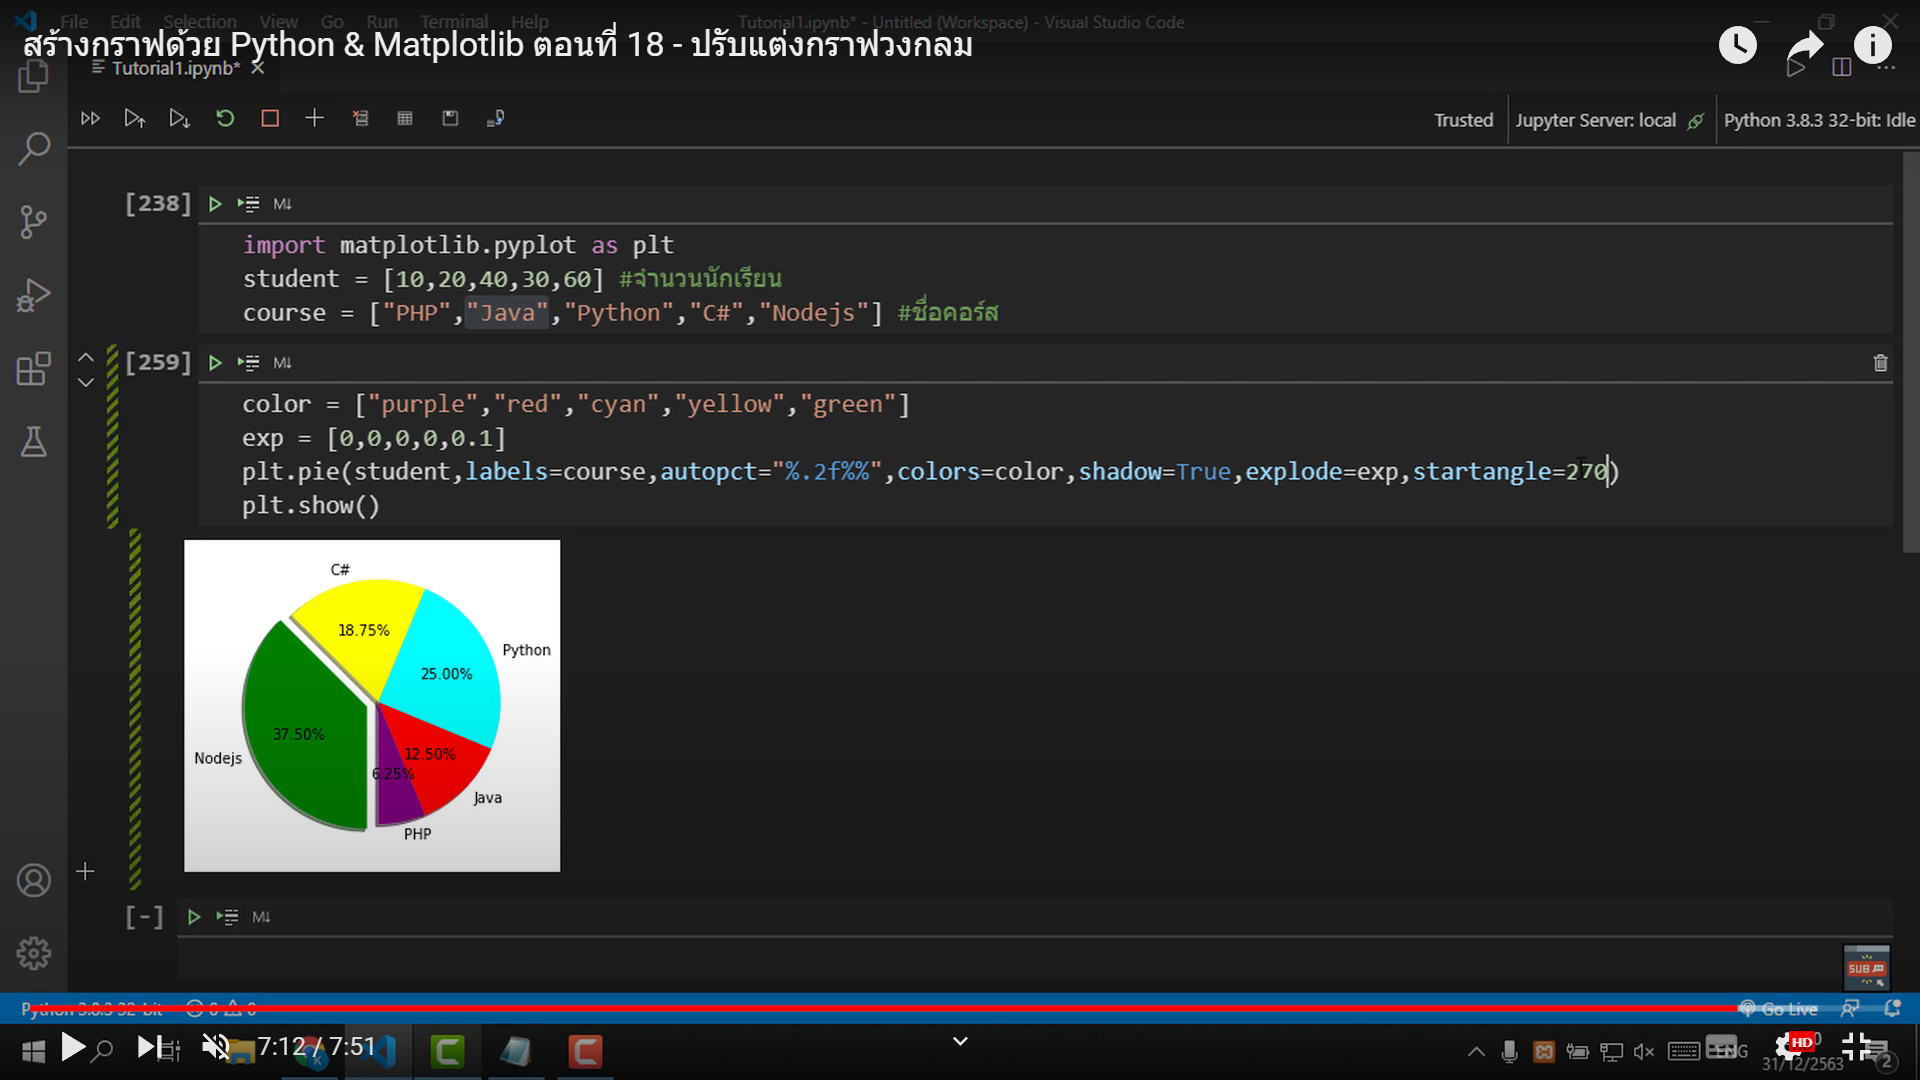 File Edit Selection View Go Run Terminal Help
Tutorial1.ipynb* - Untitled (Workspace) - Visual Studio Code
สร้างกราฟด้วย Python & Matplotlib ตอนที่ 18 - ปรับแต่งกราฟวงกลม
Tutorial1.ipynb*
Trusted
Jupyter Server: local
Python 3.8.3 32-bit: Idle
[238]
M↓
import matplotlib.pyplot as plt
student = [10,20,40,30,60] #จำนวนนักเรียน
course = ["PHP","Java","Python","C#","Nodejs"] #ชื่อคอร์ส
[259]
M↓
color = ["purple","red","cyan","yellow","green"]
exp = [0,0,0,0,0.1]
plt.pie(student,labels=course,autopct="%.2f%%",colors=color,shadow=True,explode=exp,startangle=270)
plt.show()
C#
18.75%
Python
25.00%
37.50%
Nodejs
12.50%
6.25%
Java
PHP
[-]
M↓
SUB
Python 3.8.3 32-bit
0
0
Go Live
7:12 / 7:51
HD
ENG
31/12/2563
2